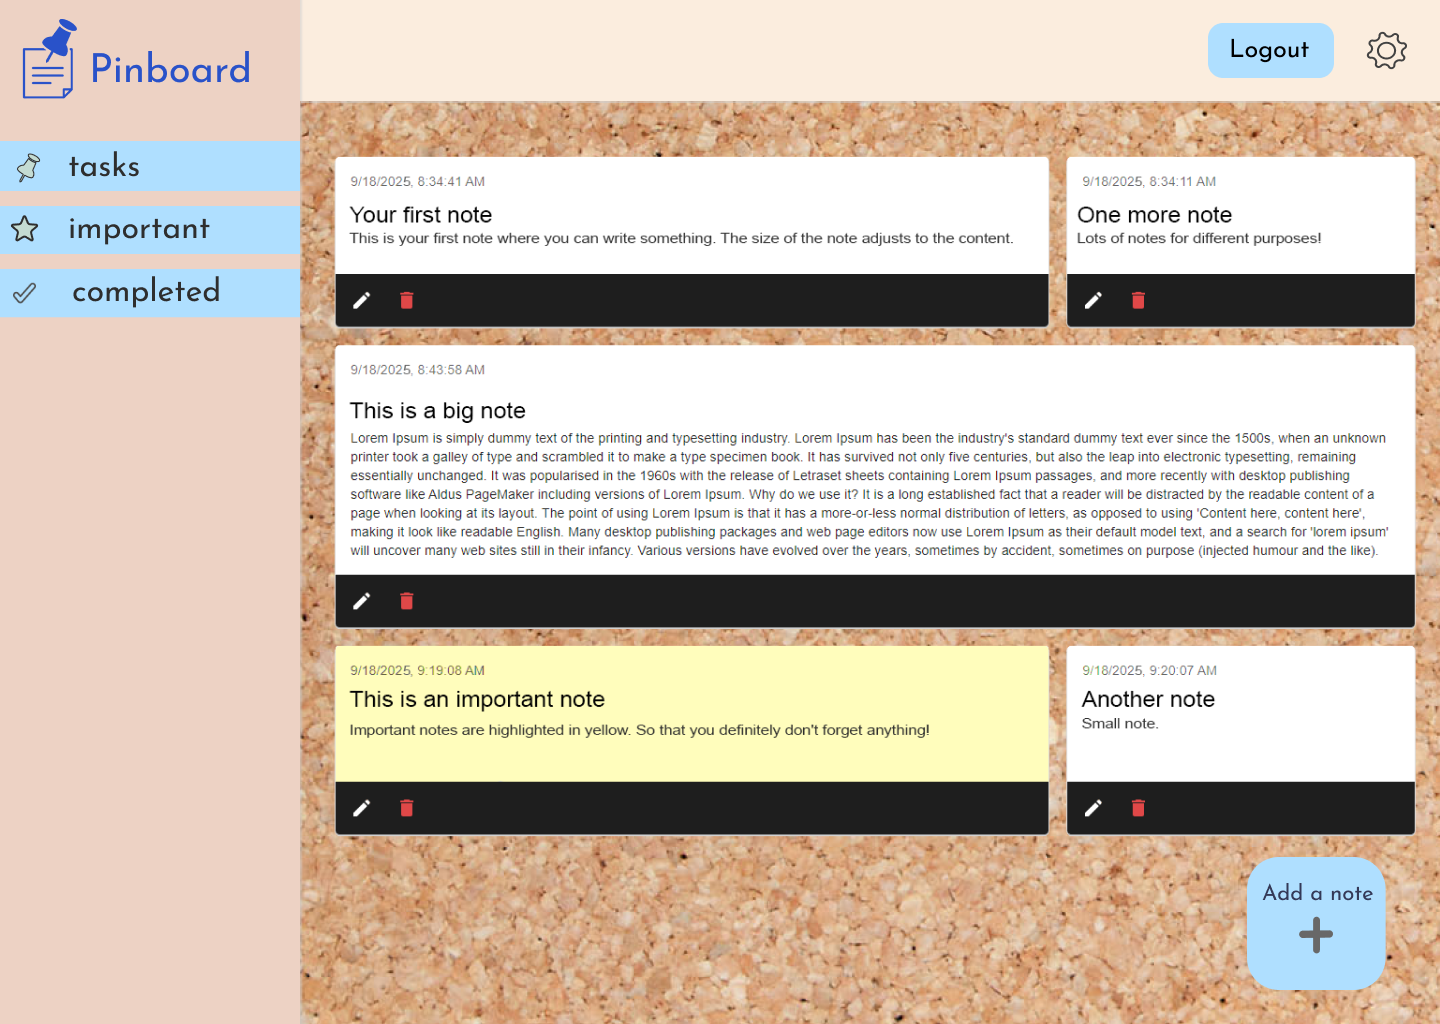 Pinboard
Logout
tasks
important
completed
9/18/2025, 8:34:41 AM
Your first note
This is your first note where you can write something. The size of the note adjusts to the content.
9/18/2025, 8:34:11 AM
One more note
Lots of notes for different purposes!
9/18/2025, 8:43:58 AM
This is a big note
Lorem Ipsum is simply dummy text of the printing and typesetting industry. Lorem Ipsum has been the industry's standard dummy text ever since the 1500s, when an unknown
printer took a galley of type and scrambled it to make a type specimen book. It has survived not only five centuries, but also the leap into electronic typesetting, remaining
essentially unchanged. It was popularised in the 1960s with the release of Letraset sheets containing Lorem Ipsum passages, and more recently with desktop publishing
software like Aldus PageMaker including versions of Lorem Ipsum. Why do we use it? It is a long established fact that a reader will be distracted by the readable content of a
page when looking at its layout. The point of using Lorem Ipsum is that it has a more-or-less normal distribution of letters, as opposed to using 'Content here, content here',
making it look like readable English. Many desktop publishing packages and web page editors now use Lorem Ipsum as their default model text, and a search for 'lorem ipsum'
will uncover many web sites still in their infancy. Various versions have evolved over the years, sometimes by accident, sometimes on purpose (injected humour and the like).
9/18/2025, 9:19:08 AM
This is an important note
Important notes are highlighted in yellow. So that you definitely don't forget anything!
9/18/2025, 9:20:07 AM
Another note
Small note.
Add a note